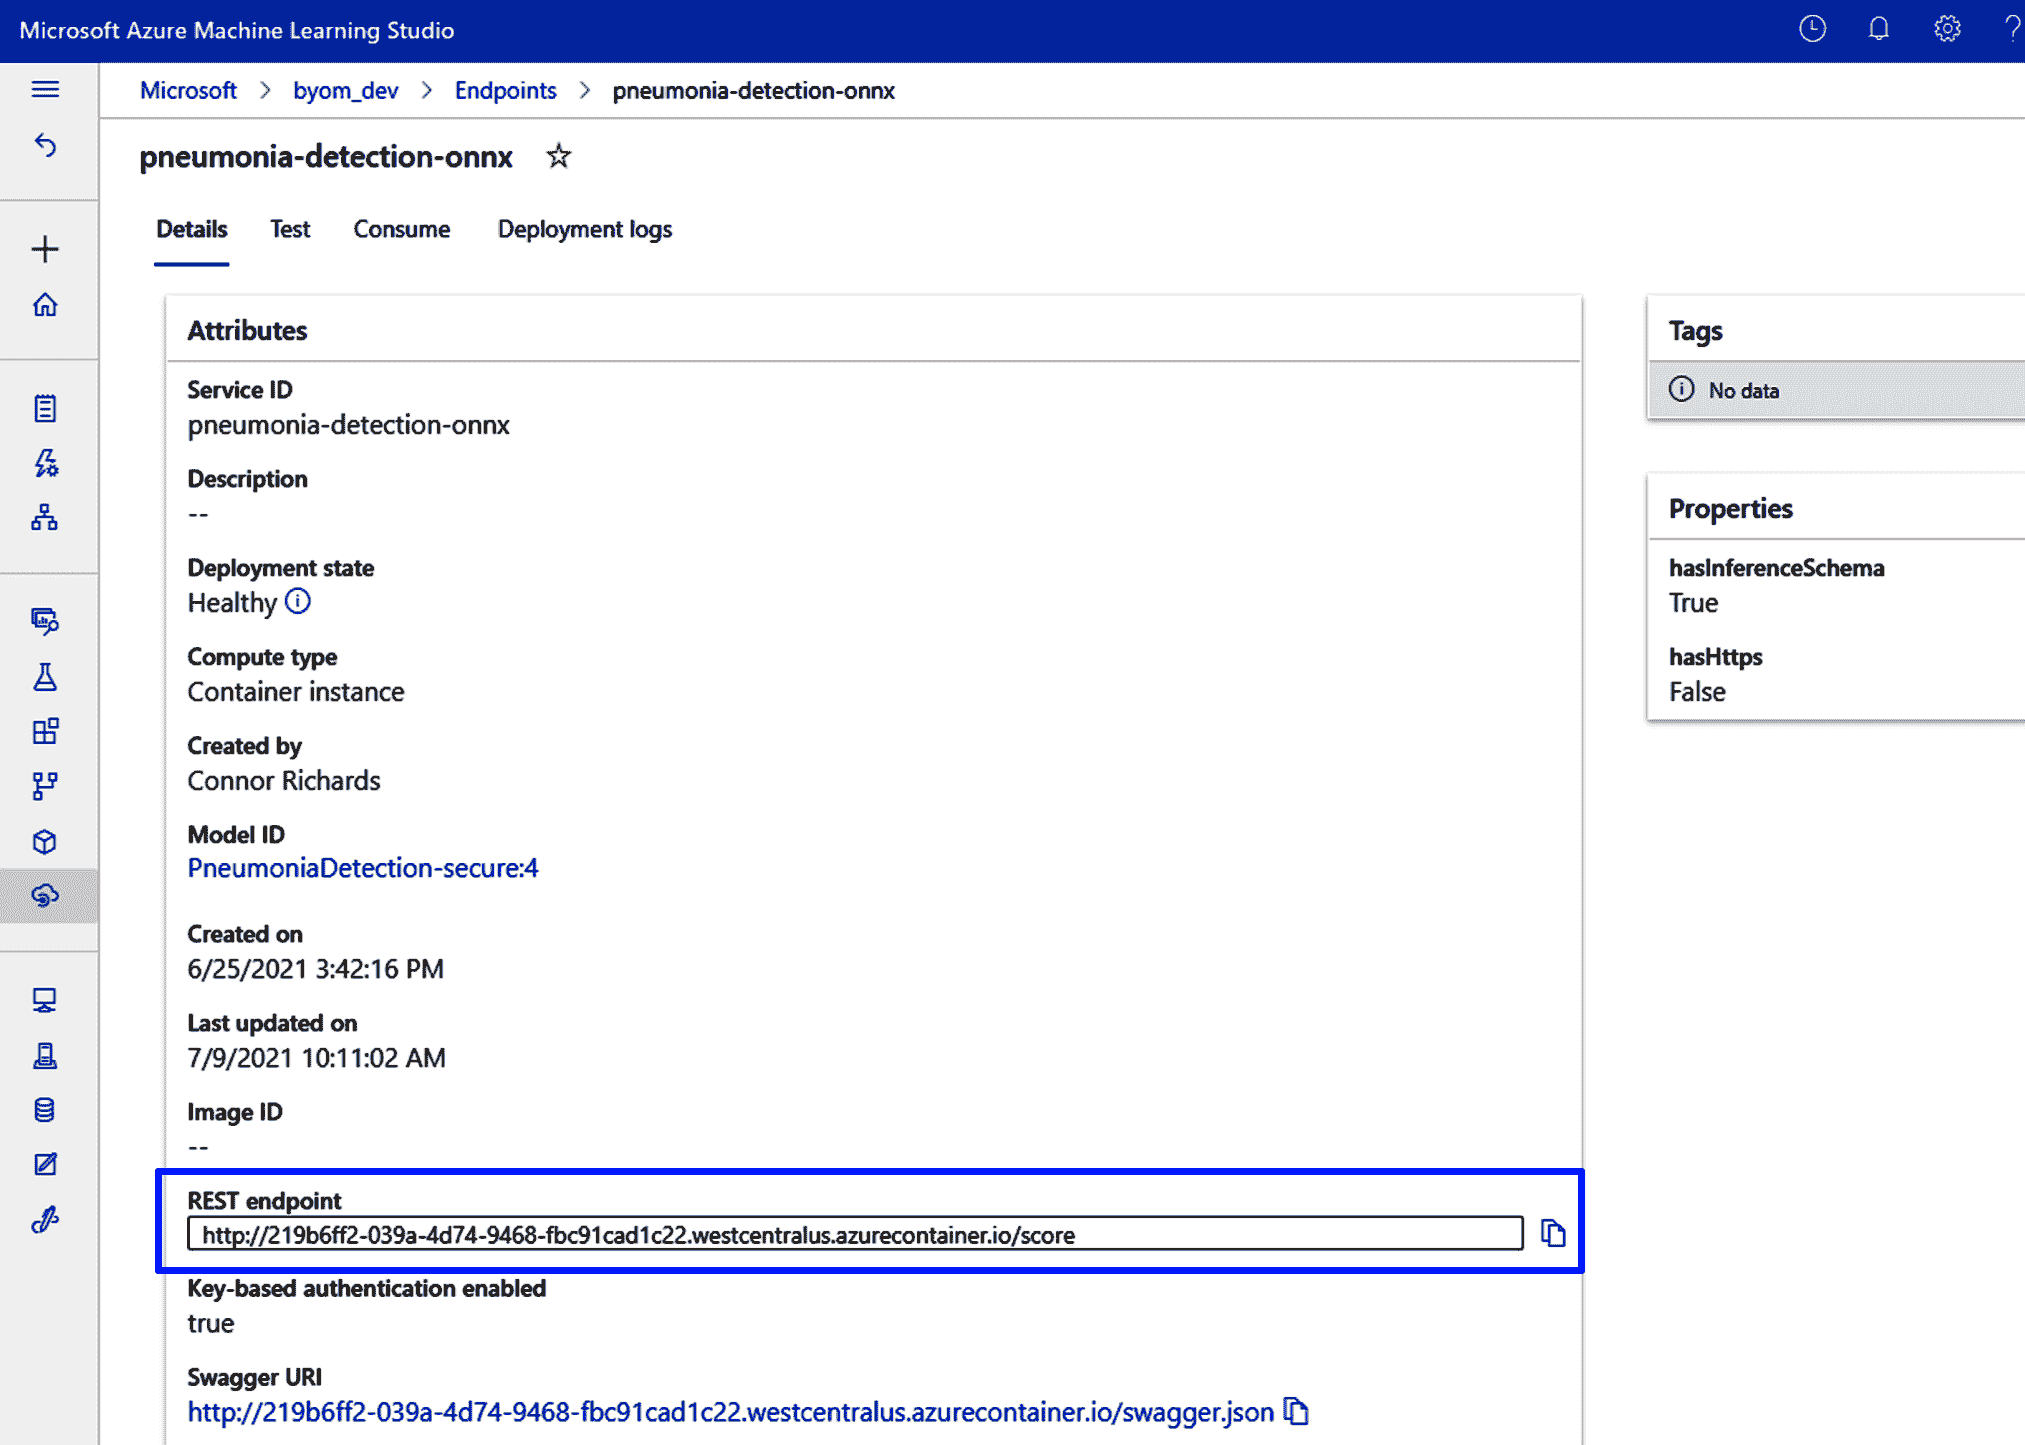 Microsoft Azure Machine Learning Studio
?
Microsoft > byom_dev > Endpoints > pneumonia-detection-onnx
pneumonia-detection-onnx
Details Test Consume Deployment logs
Attributes
Service ID
pneumonia-detection-onnx
Description
--
Deployment state
Healthy
Compute type
Container instance
Created by
Connor Richards
Model ID
PneumoniaDetection-secure:4
Created on
6/25/2021 3:42:16 PM
Last updated on
7/9/2021 10:11:02 AM
Image ID
--
REST endpoint
http://219b6ff2-039a-4d74-9468-fbc91cad1c22.westcentralus.azurecontainer.io/score
Key-based authentication enabled
true
Swagger URI
http://219b6ff2-039a-4d74-9468-fbc91cad1c22.westcentralus.azurecontainer.io/swagger.json
Tags
No data
Properties
hasInferenceSchema
True
hasHttps
False